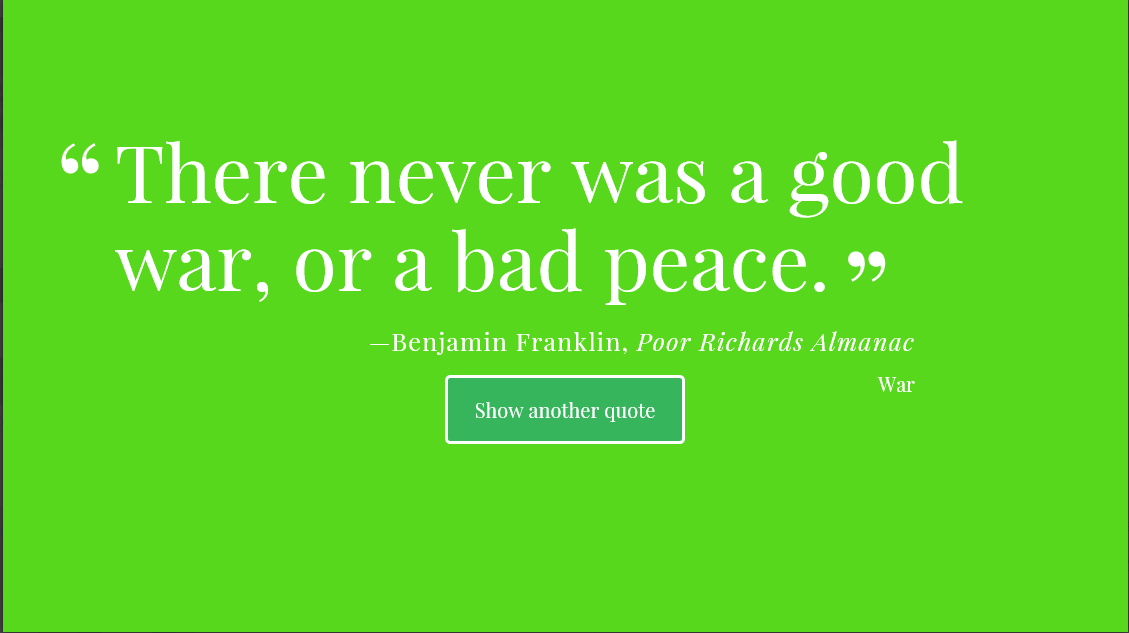 “ There never was a good
war, or a bad peace. ”
—Benjamin Franklin, Poor Richards Almanac
War
Show another quote